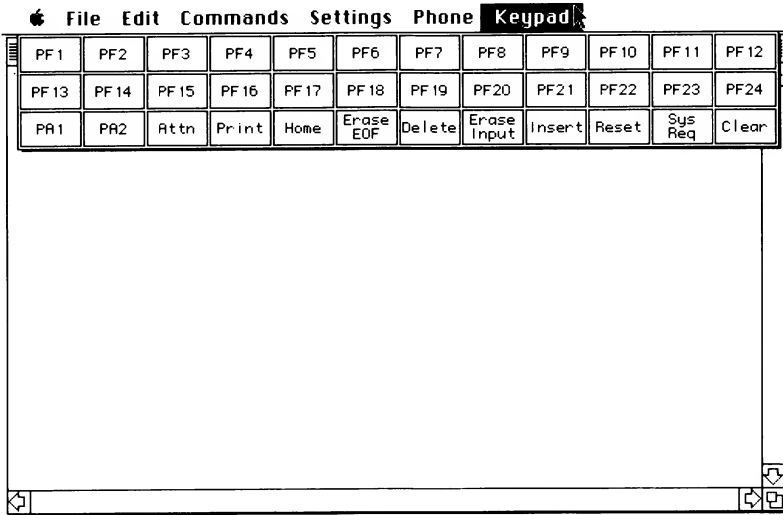 File Edit Commands Settings Phone Keypad
PF1 PF2 PF3 PF4 PF5 PF6 PF7 PF8 PF9 PF10 PF11 PF12
PF13 PF14 PF15 PF16 PF17 PF18 PF19 PF20 PF21 PF22 PF23 PF24
PA1 PA2 Attn Print Home Erase EOF Delete Erase Input Insert Reset Sys Req Clear